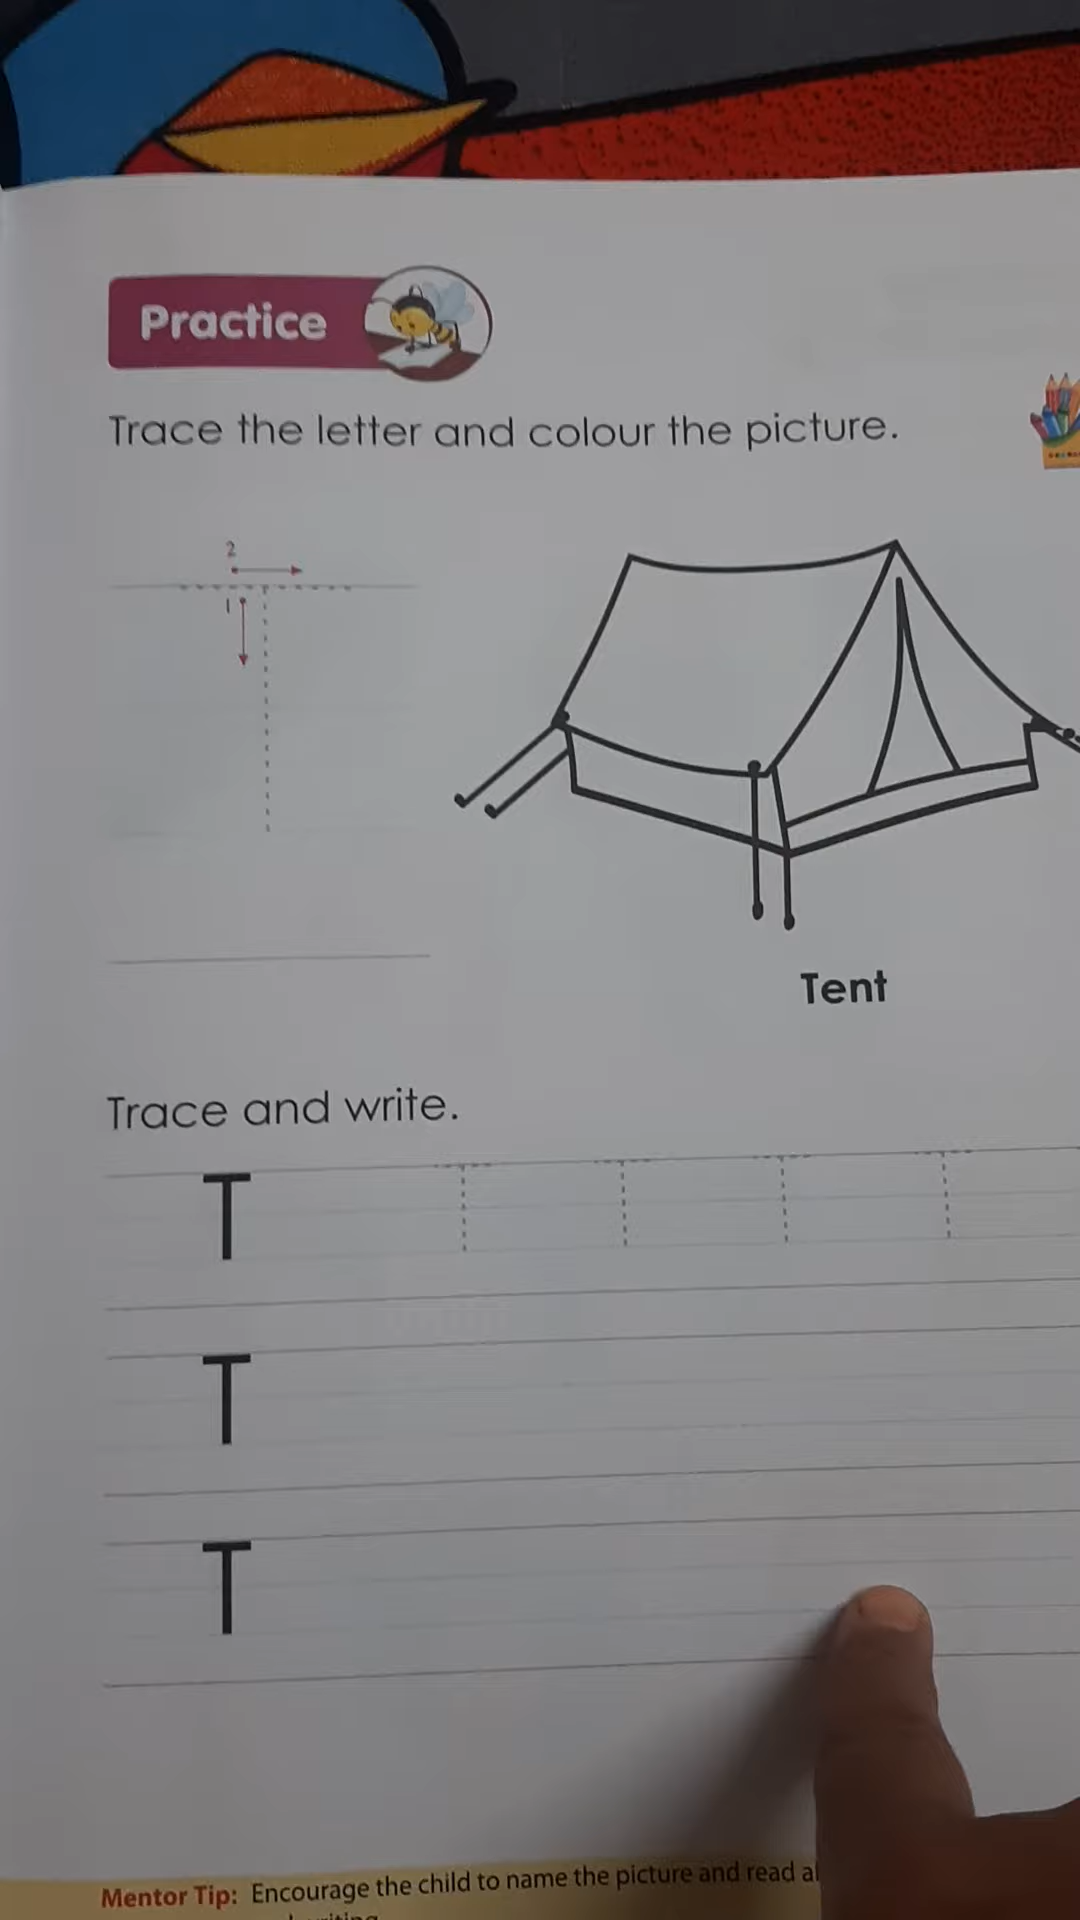 Practice
Trace the letter and colour the picture.
2
1
Tent
Trace and write.
T
T
T
Mentor Tip: Encourage the child to name the picture and read